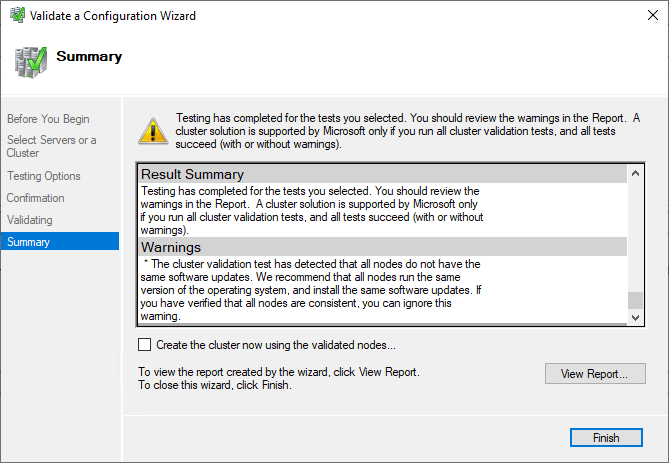 Validate a Configuration Wizard
Summary
Before You Begin
Select Servers or a
Cluster
Testing Options
Confirmation
Validating
Summary
Testing has completed for the tests you selected. You should review the warnings in the Report.  A
cluster solution is supported by Microsoft only if you run all cluster validation tests, and all tests
succeed (with or without warnings).
Result Summary
Testing has completed for the tests you selected. You should review the
warnings in the Report.  A cluster solution is supported by Microsoft only
if you run all cluster validation tests, and all tests succeed (with or without
warnings).
Warnings
* The cluster validation test has detected that all nodes do not have the
same software updates. We recommend that all nodes run the same
version of the operating system, and install the same software updates. If
you have verified that all nodes are consistent, you can ignore this
warning.
Create the cluster now using the validated nodes...
To view the report created by the wizard, click View Report.
To close this wizard, click Finish.
View Report...
Finish